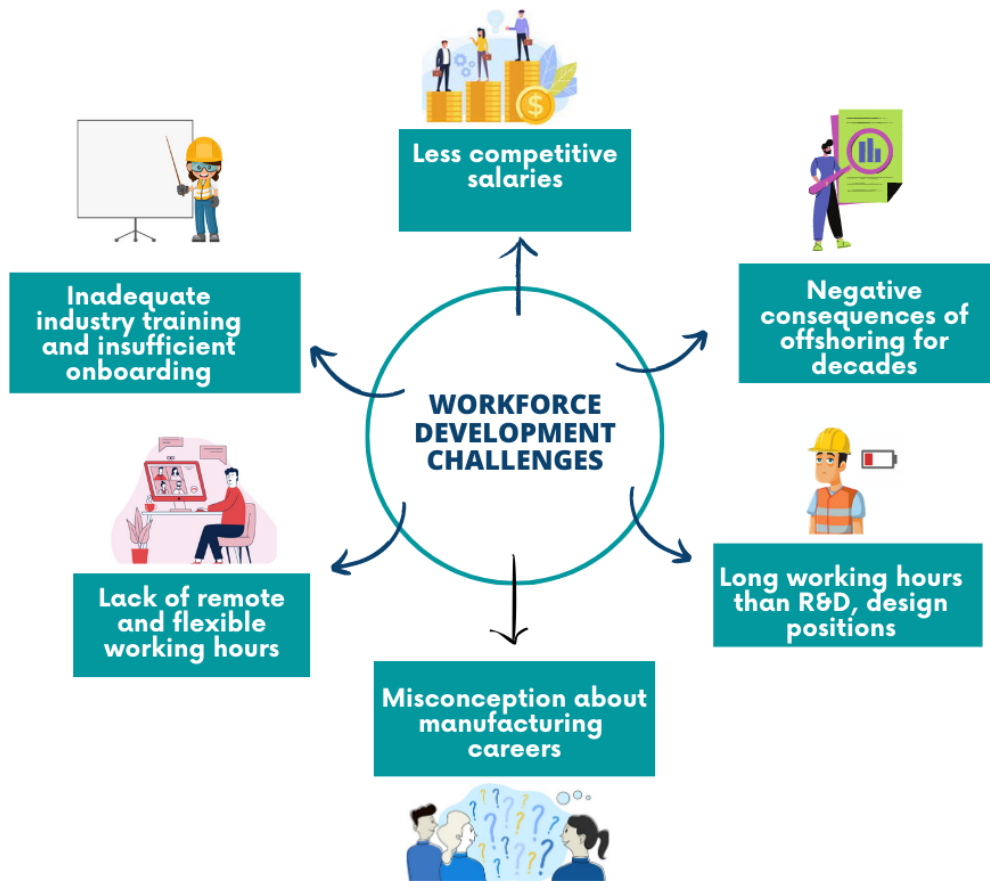 Less competitive
salaries
Inadequate
industry training
and insufficient
onboarding
Negative
consequences of
offshoring for
decades
WORKFORCE
DEVELOPMENT
CHALLENGES
Lack of remote
and flexible
working hours
Long working hours
than R&D, design
positions
Misconception about
manufacturing
careers